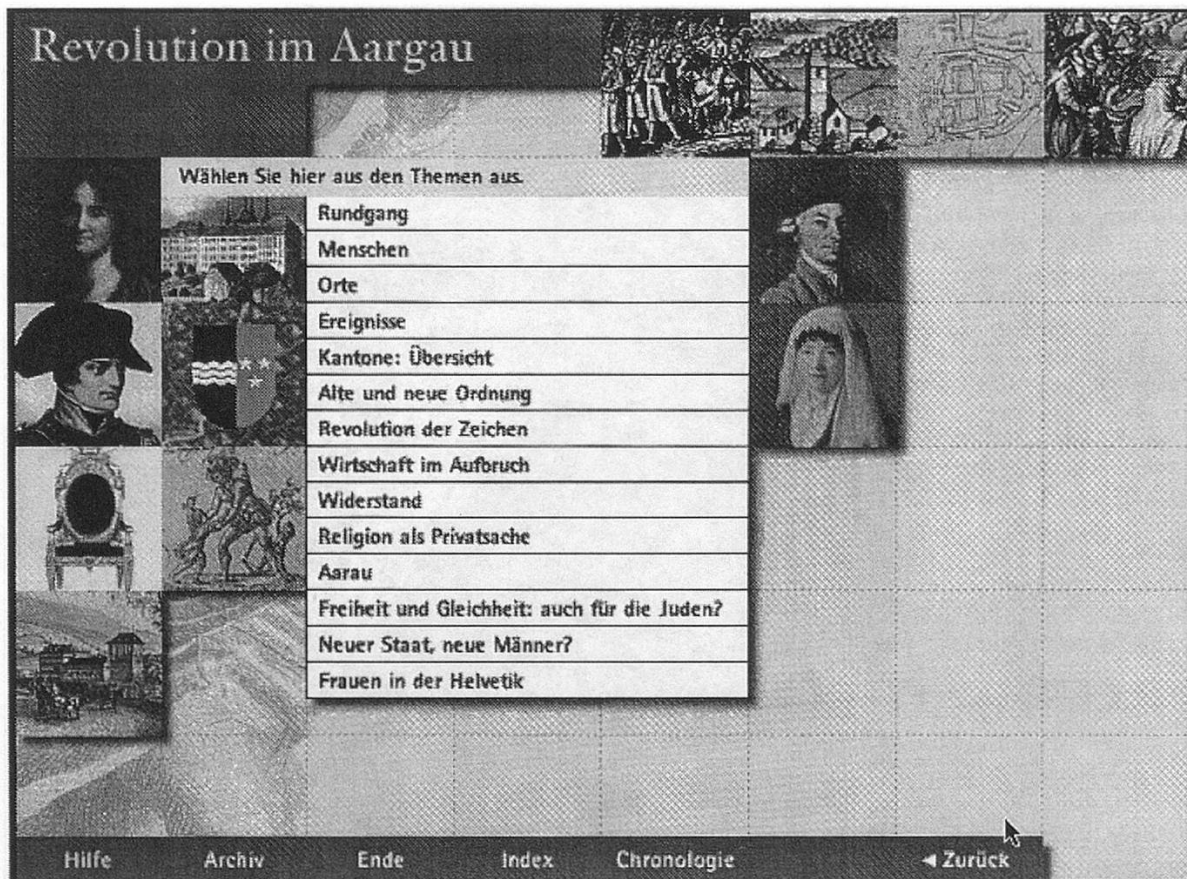 Revolution im Aargau
Wählen Sie hier aus den Themen aus.
Rundgang
Menschen
Orte
Ereignisse
Kantone: Übersicht
Alte und neue Ordnung
Revolution der Zeichen
Wirtschaft im Aufbruch
Widerstand
Religion als Privatsache
Aarau
Freiheit und Gleichheit: auch für die Juden?
Neuer Staat, neue Männer?
Frauen in der Helvetik
Hilfe Archiv Ende Index Chronologie ◄ Zurück